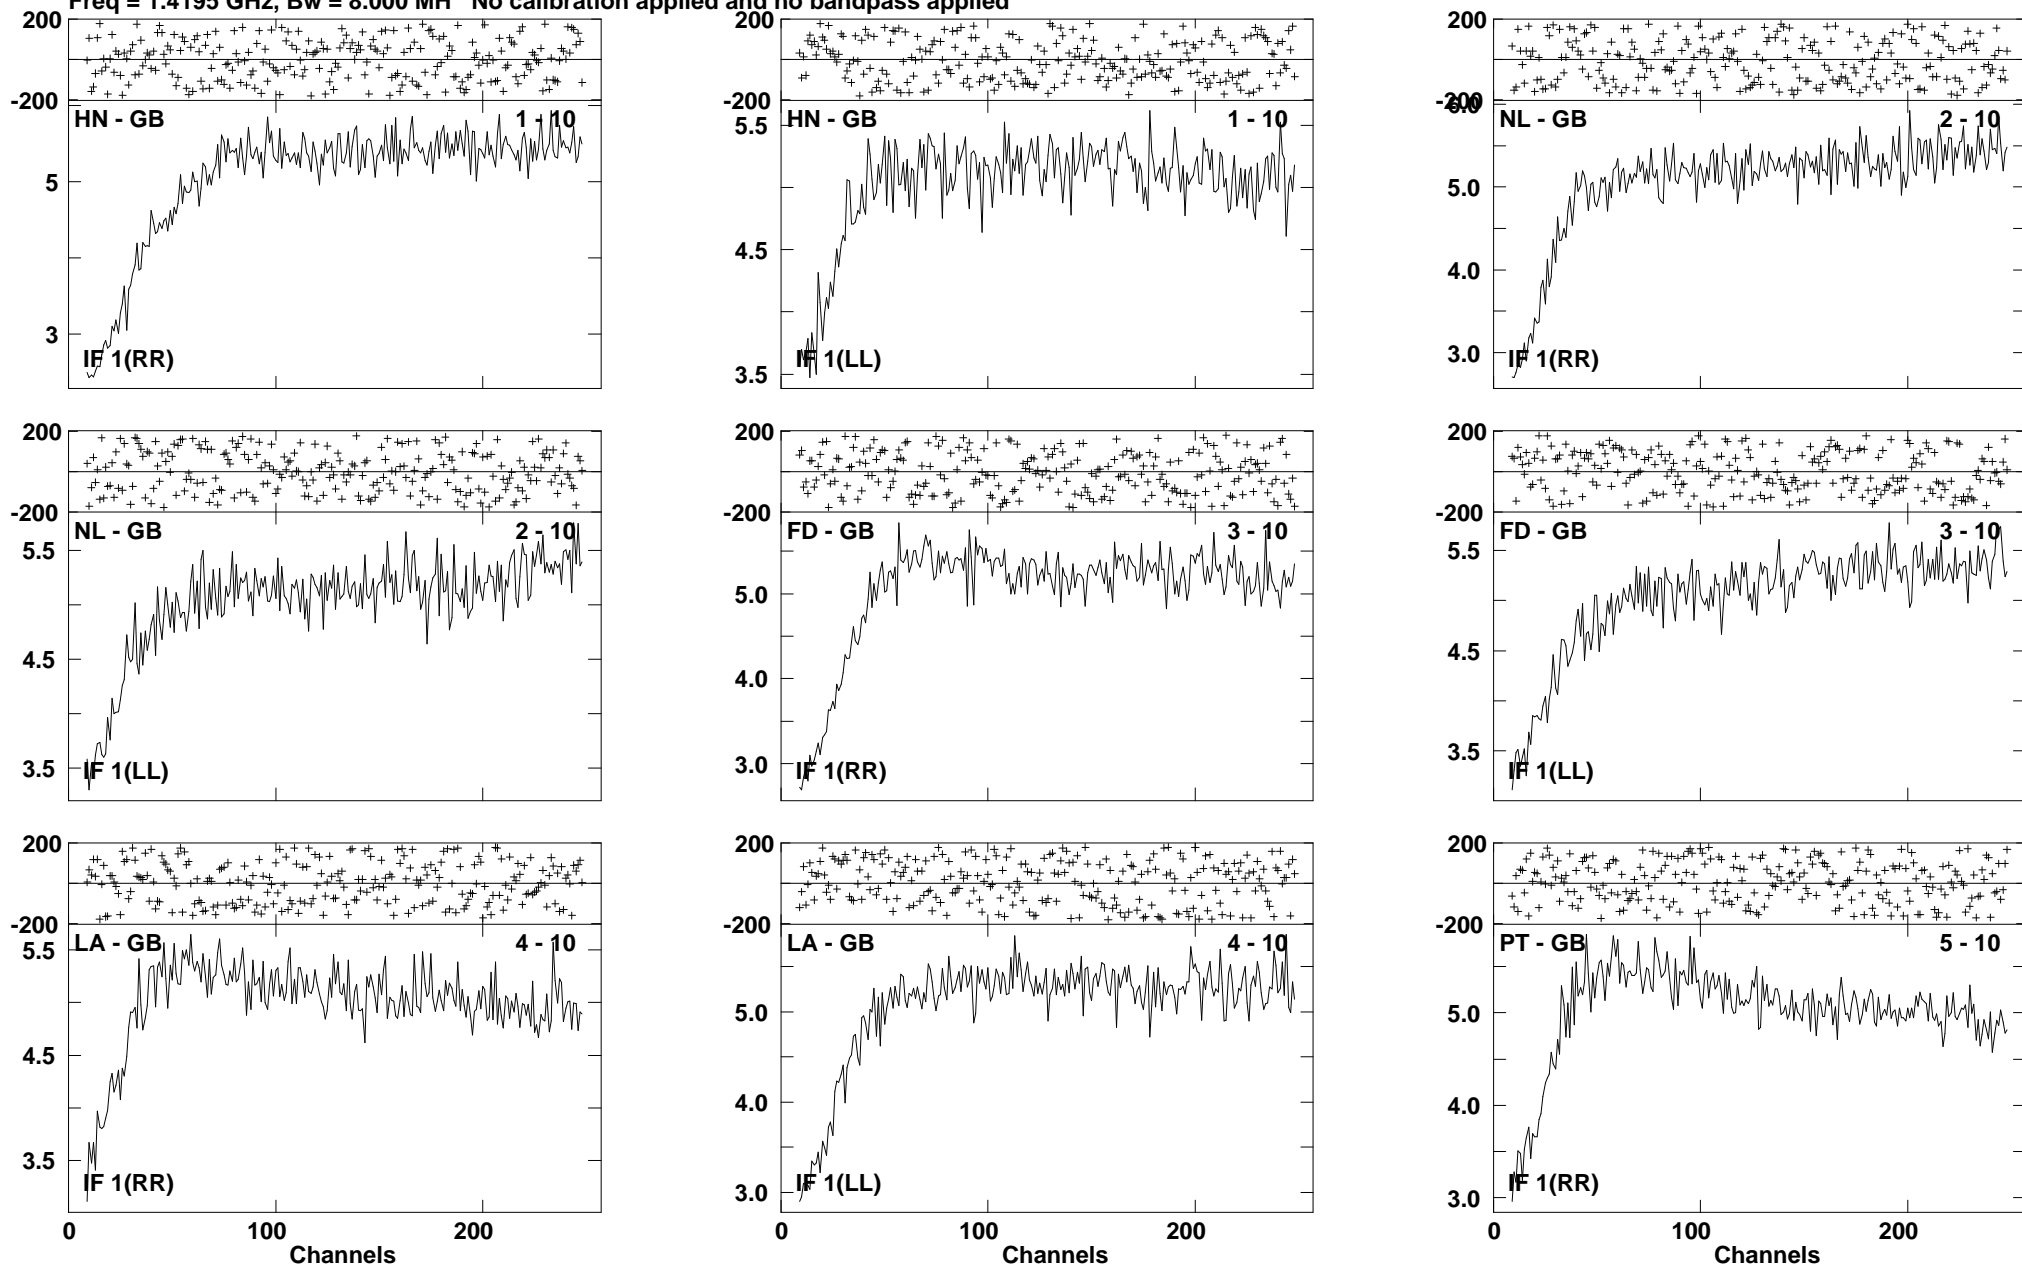 Freq = 1.4195 GHz, Bw = 8.000 MH No calibration applied and no bandpass applied
200
-200
HN - GB 1 - 10
5
3
IF 1(RR)
200
-200
HN - GB 1 - 10
5.5
4.5
3.5
IF 1(LL)
200
-200
6.0
NL - GB 2 - 10
5.0
4.0
3.0
IF 1(RR)
200
-200
NL - GB 2 - 10
5.5
4.5
3.5
IF 1(LL)
200
-200
FD - GB 3 - 10
5.0
4.0
3.0
IF 1(RR)
200
-200
FD - GB 3 - 10
5.5
4.5
3.5
IF 1(LL)
200
-200
LA - GB 4 - 10
5.5
4.5
3.5
IF 1(RR)
0 100 200
Channels
200
-200
LA - GB 4 - 10
5.0
4.0
3.0
IF 1(LL)
0 100 200
Channels
200
-200
PT - GB 5 - 10
5.0
4.0
3.0
IF 1(RR)
0 100 200
Channels